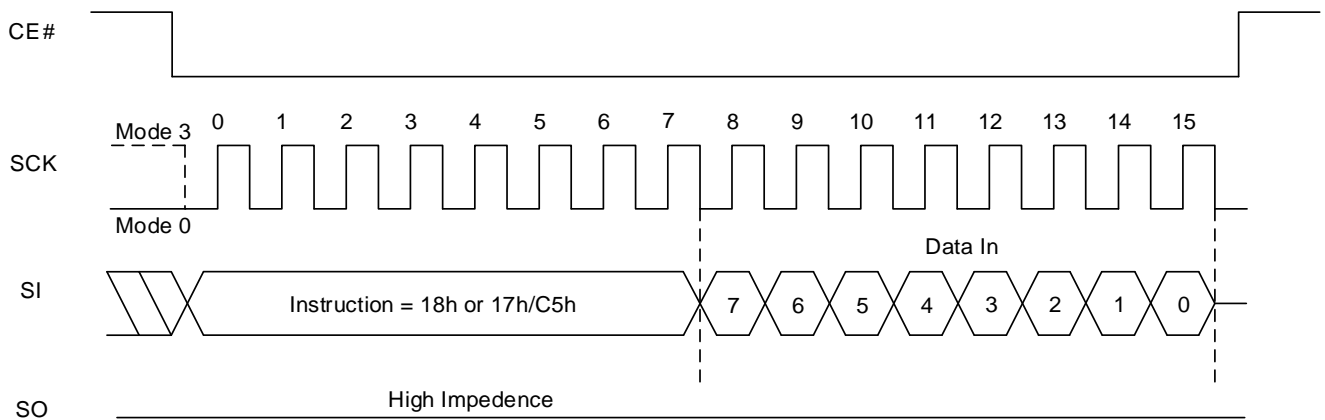 CE#
Mode 3 0 1 2 3 4 5 6 7 8 9 10 11 12 13 14 15
SCK
Mode 0
Data In
SI Instruction = 18h or 17h/C5h 7 6 5 4 3 2 1 0
High Impedence
SO